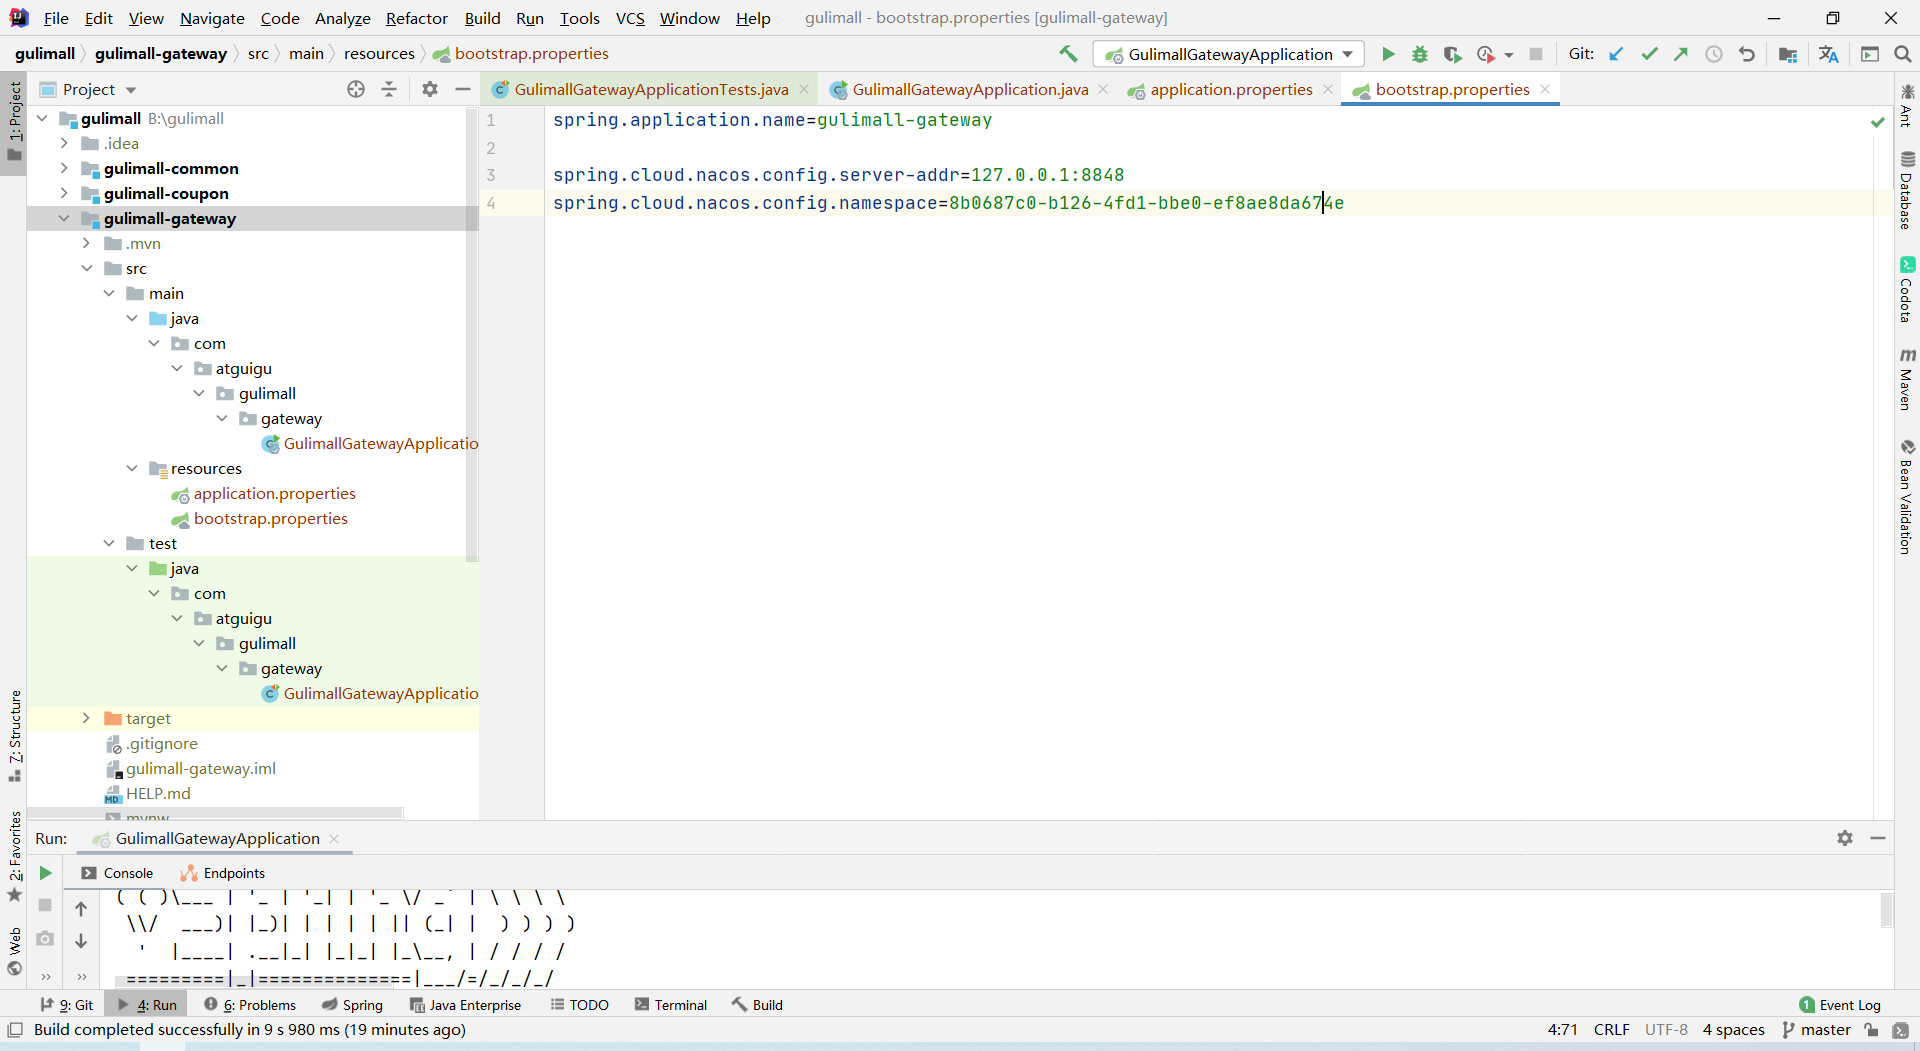 File Edit View Navigate Code Analyze Refactor Build Run Tools VCS Window Help gulimall - bootstrap.properties [gulimall-gateway]
gulimall gulimall-gateway src main resources bootstrap.properties GulimallGatewayApplication Git:
1: Project
Project
GulimallGatewayApplicationTests.java GulimallGatewayApplication.java application.properties bootstrap.properties
gulimall B:\gulimall
.idea
gulimall-common
gulimall-coupon
gulimall-gateway
.mvn
src
main
java
com
atguigu
gulimall
gateway
GulimallGatewayApplicatio
resources
application.properties
bootstrap.properties
test
java
com
atguigu
gulimall
gateway
GulimallGatewayApplicatio
target
.gitignore
gulimall-gateway.iml
HELP.md
mvnw
1 spring.application.name=gulimall-gateway
2
3 spring.cloud.nacos.config.server-addr=127.0.0.1:8848
4 spring.cloud.nacos.config.namespace=8b0687c0-b126-4fd1-bbe0-ef8ae8da674e
Ant
Database
Codota
Maven
Bean Validation
7: Structure
2: Favorites
Web
Run: GulimallGatewayApplication
Console Endpoints
( ( )\___ | '_ | '_| | '_ \/ _` | \ \ \ \
\\/  ___)| |_)| | | | | || (_| |  ) ) ) )
'  |____| .__|_| |_|_| |_\__, | / / / /
=========|_|==============|___/=/_/_/_/
9: Git 4: Run 6: Problems Spring Java Enterprise TODO Terminal Build 1 Event Log
Build completed successfully in 9 s 980 ms (19 minutes ago) 4:71 CRLF UTF-8 4 spaces master